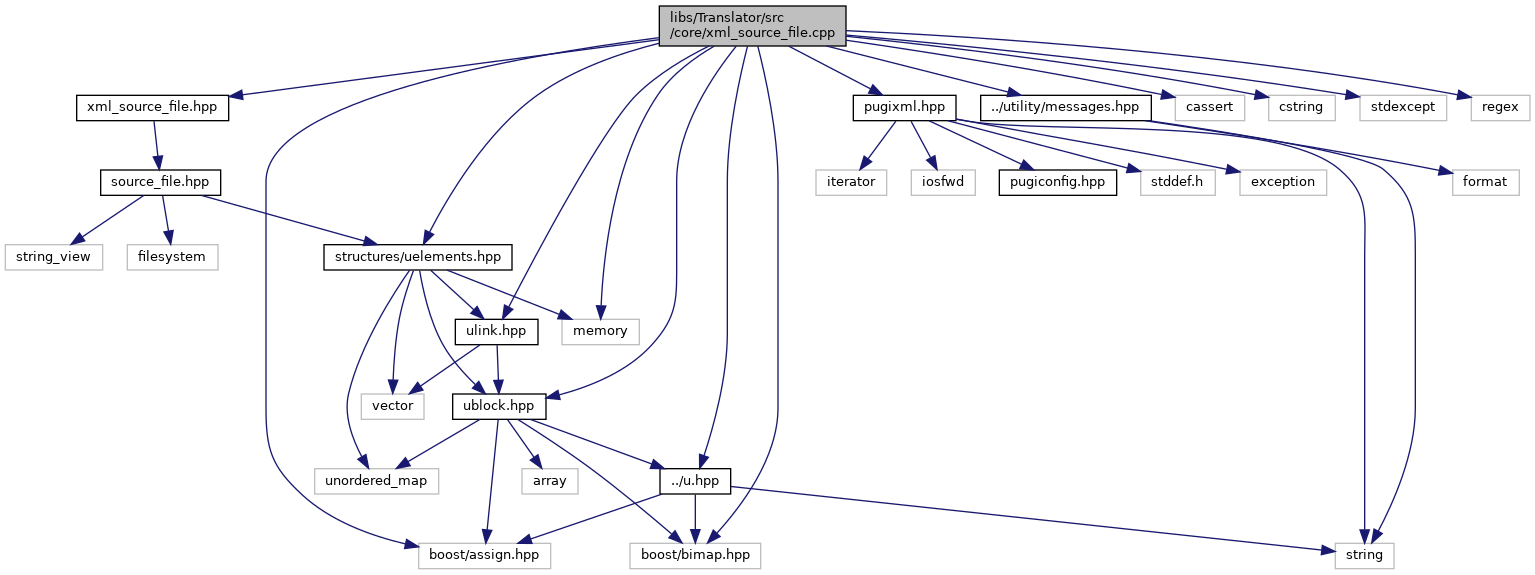 libs/Translator/src
/core/xml_source_file.cpp
xml_source_file.hpp
pugixml.hpp
../utility/messages.hpp
cassert
cstring
stdexcept
regex
source_file.hpp
iterator
iosfwd
pugiconfig.hpp
stddef.h
exception
format
string_view
filesystem
structures/uelements.hpp
ulink.hpp
memory
vector
ublock.hpp
unordered_map
array
../u.hpp
boost/assign.hpp
boost/bimap.hpp
string